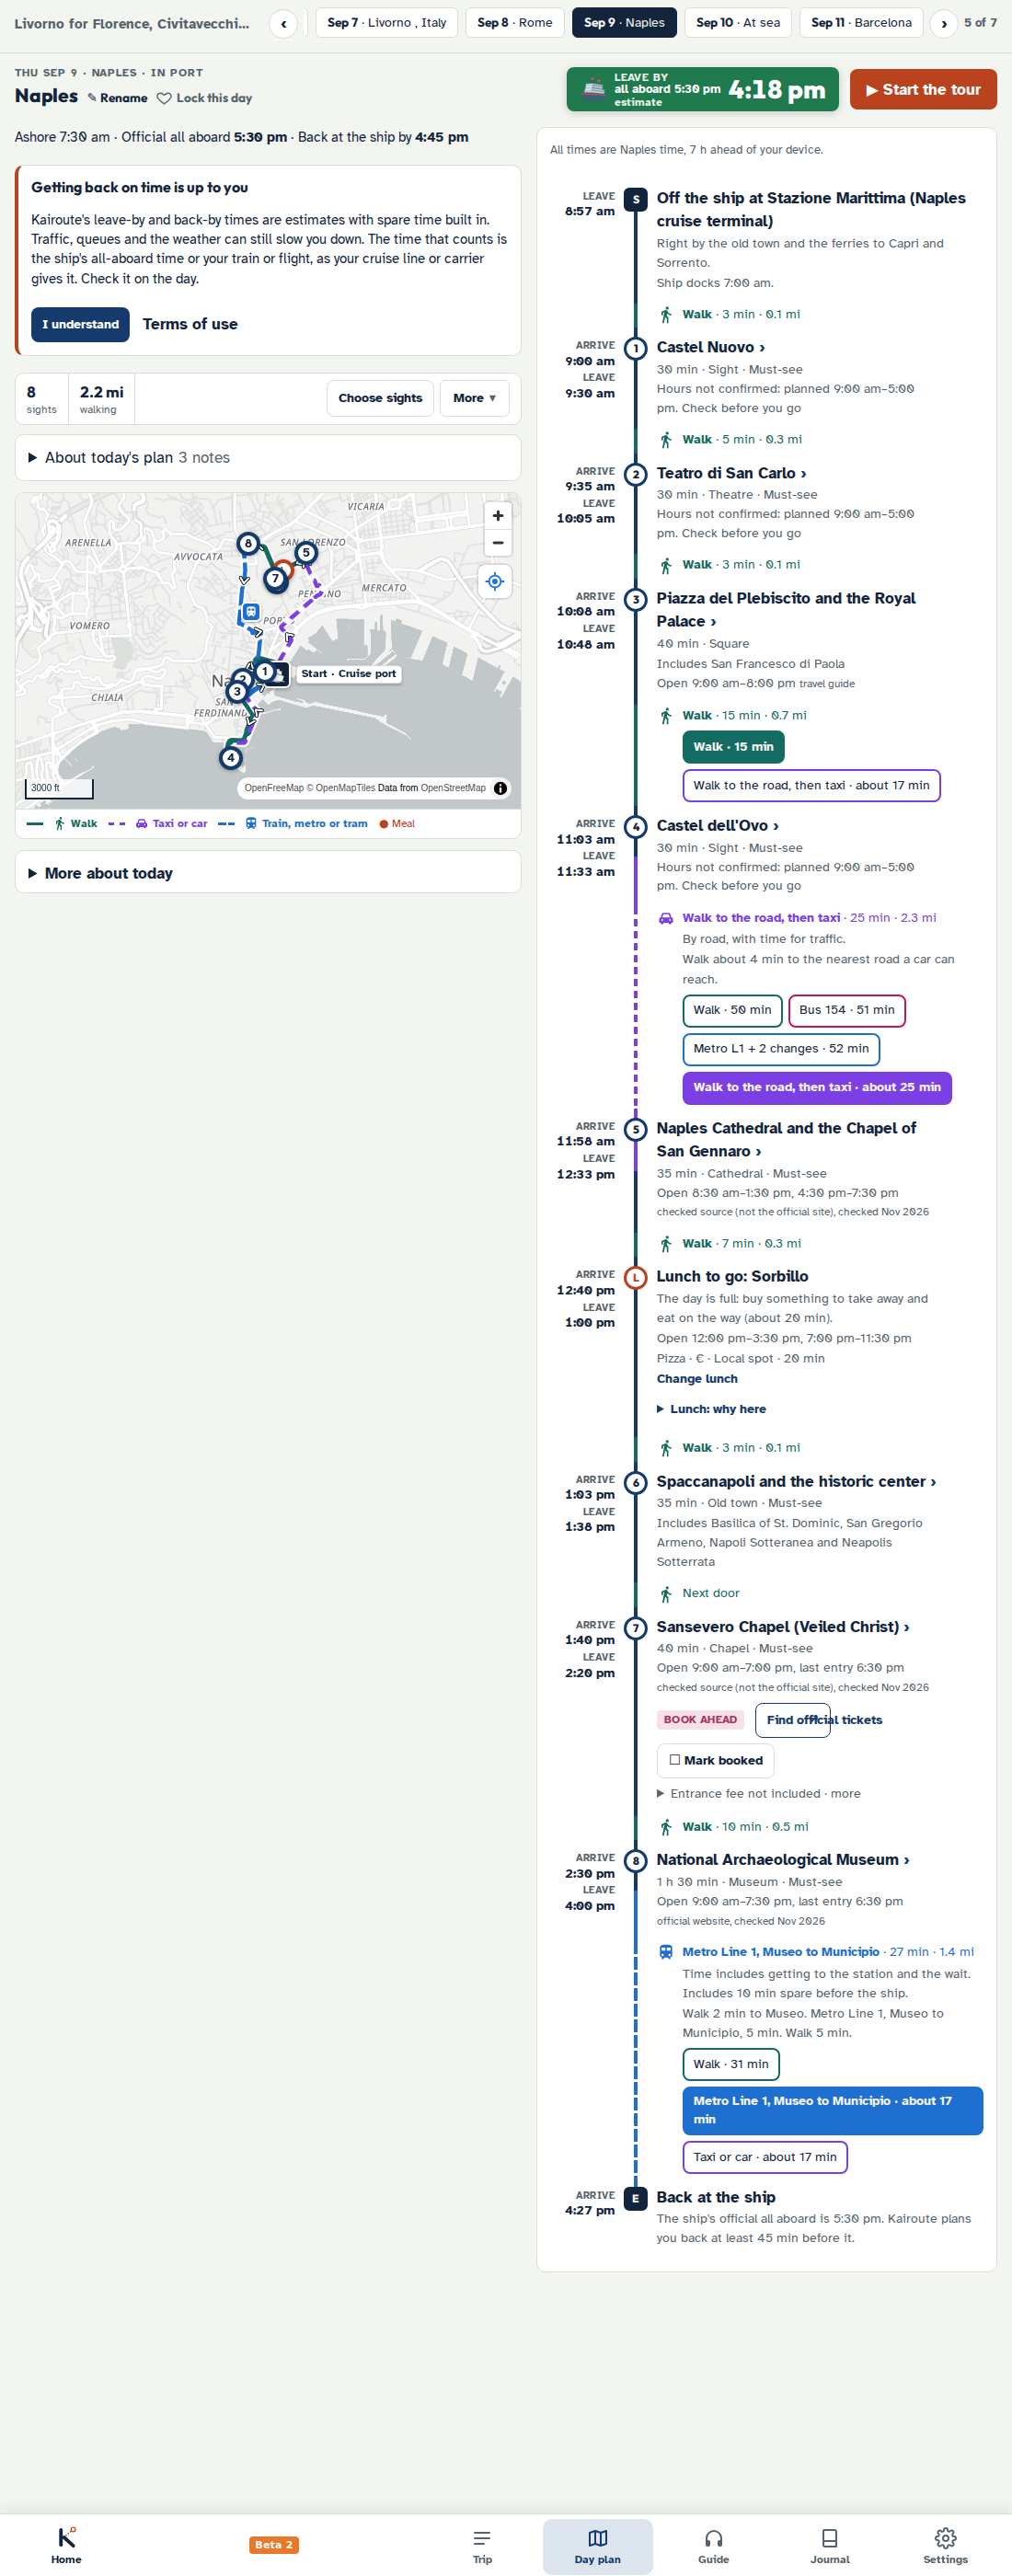 Livorno for Florence, Civitavecchi...
‹
Sep 7 · Livorno , Italy
Sep 8 · Rome
Sep 9 · Naples
Sep 10 · At sea
Sep 11 · Barcelona
›
5 of 7
THU SEP 9 · NAPLES · IN PORT
Naples ✎ Rename Lock this day
LEAVE BY
all aboard 5:30 pm
estimate
4:18 pm
▶ Start the tour
Ashore 7:30 am · Official all aboard 5:30 pm · Back at the ship by 4:45 pm
Getting back on time is up to you
Kairoute's leave-by and back-by times are estimates with spare time built in.
Traffic, queues and the weather can still slow you down. The time that counts is
the ship's all-aboard time or your train or flight, as your cruise line or carrier
gives it. Check it on the day.
I understand
Terms of use
8
sights
2.2 mi
walking
Choose sights
More ▾
▶ About today's plan 3 notes
VICARIA
ARENELLA
AVVOCATA
SAN LORENZO
MERCATO
VOMERO
CHIAIA
8
5
7
1
2
3
4
Start · Cruise port
+
−
3000 ft
OpenFreeMap © OpenMapTiles Data from OpenStreetMap
Walk
Taxi or car
Train, metro or tram
Meal
▶ More about today
All times are Naples time, 7 h ahead of your device.
LEAVE
8:57 am
S
Off the ship at Stazione Marittima (Naples
cruise terminal)
Right by the old town and the ferries to Capri and
Sorrento.
Ship docks 7:00 am.
Walk · 3 min · 0.1 mi
ARRIVE
9:00 am
LEAVE
9:30 am
1
Castel Nuovo ›
30 min · Sight · Must-see
Hours not confirmed: planned 9:00 am–5:00
pm. Check before you go
Walk · 5 min · 0.3 mi
ARRIVE
9:35 am
LEAVE
10:05 am
2
Teatro di San Carlo ›
30 min · Theatre · Must-see
Hours not confirmed: planned 9:00 am–5:00
pm. Check before you go
Walk · 3 min · 0.1 mi
ARRIVE
10:08 am
LEAVE
10:48 am
3
Piazza del Plebiscito and the Royal
Palace ›
40 min · Square
Includes San Francesco di Paola
Open 9:00 am–8:00 pm travel guide
Walk · 15 min · 0.7 mi
Walk · 15 min
Walk to the road, then taxi · about 17 min
ARRIVE
11:03 am
LEAVE
11:33 am
4
Castel dell'Ovo ›
30 min · Sight · Must-see
Hours not confirmed: planned 9:00 am–5:00
pm. Check before you go
Walk to the road, then taxi · 25 min · 2.3 mi
By road, with time for traffic.
Walk about 4 min to the nearest road a car can
reach.
Walk · 50 min
Bus 154 · 51 min
Metro L1 + 2 changes · 52 min
Walk to the road, then taxi · about 25 min
ARRIVE
11:58 am
LEAVE
12:33 pm
5
Naples Cathedral and the Chapel of
San Gennaro ›
35 min · Cathedral · Must-see
Open 8:30 am–1:30 pm, 4:30 pm–7:30 pm
checked source (not the official site), checked Nov 2026
Walk · 7 min · 0.3 mi
ARRIVE
12:40 pm
LEAVE
1:00 pm
L
Lunch to go: Sorbillo
The day is full: buy something to take away and
eat on the way (about 20 min).
Open 12:00 pm–3:30 pm, 7:00 pm–11:30 pm
Pizza · € · Local spot · 20 min
Change lunch
▶ Lunch: why here
Walk · 3 min · 0.1 mi
ARRIVE
1:03 pm
LEAVE
1:38 pm
6
Spaccanapoli and the historic center ›
35 min · Old town · Must-see
Includes Basilica of St. Dominic, San Gregorio
Armeno, Napoli Sotteranea and Neapolis
Sotterrata
Next door
ARRIVE
1:40 pm
LEAVE
2:20 pm
7
Sansevero Chapel (Veiled Christ) ›
40 min · Chapel · Must-see
Open 9:00 am–7:00 pm, last entry 6:30 pm
checked source (not the official site), checked Nov 2026
BOOK AHEAD
Find official tickets
☐ Mark booked
▶ Entrance fee not included · more
Walk · 10 min · 0.5 mi
ARRIVE
2:30 pm
LEAVE
4:00 pm
8
National Archaeological Museum ›
1 h 30 min · Museum · Must-see
Open 9:00 am–7:30 pm, last entry 6:30 pm
official website, checked Nov 2026
Metro Line 1, Museo to Municipio · 27 min · 1.4 mi
Time includes getting to the station and the wait.
Includes 10 min spare before the ship.
Walk 2 min to Museo. Metro Line 1, Museo to
Municipio, 5 min. Walk 5 min.
Walk · 31 min
Metro Line 1, Museo to Municipio · about 17
min
Taxi or car · about 17 min
ARRIVE
4:27 pm
E
Back at the ship
The ship's official all aboard is 5:30 pm. Kairoute plans
you back at least 45 min before it.
Home
Beta 2
Trip
Day plan
Guide
Journal
Settings